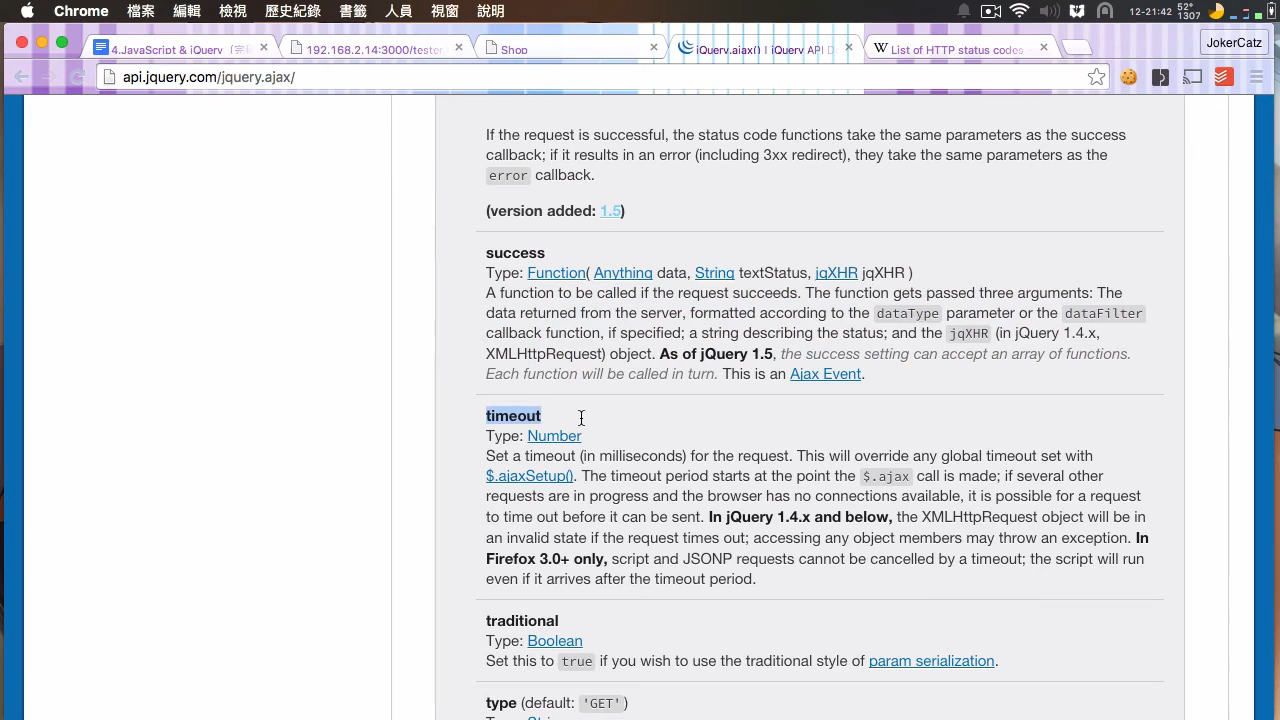 Chrome 檔案 編輯 檢視 歷史紀錄 書籤 人員 視窗 說明 12:21:42 52°C 1307
4.JavaScript & jQuery 192.168.2.14:3000/tester Shop jQuery.ajax() | jQuery API D List of HTTP status codes - JokerCatz
api.jquery.com/jquery.ajax/
If the request is successful, the status code functions take the same parameters as the success
callback; if it results in an error (including 3xx redirect), they take the same parameters as the
error callback.
(version added: 1.5)
success
Type: Function( Anything data, String textStatus, jqXHR jqXHR )
A function to be called if the request succeeds. The function gets passed three arguments: The
data returned from the server, formatted according to the dataType parameter or the dataFilter
callback function, if specified; a string describing the status; and the jqXHR (in jQuery 1.4.x,
XMLHttpRequest) object. As of jQuery 1.5, the success setting can accept an array of functions.
Each function will be called in turn. This is an Ajax Event.
timeout
Type: Number
Set a timeout (in milliseconds) for the request. This will override any global timeout set with
$.ajaxSetup(). The timeout period starts at the point the $.ajax call is made; if several other
requests are in progress and the browser has no connections available, it is possible for a request
to time out before it can be sent. In jQuery 1.4.x and below, the XMLHttpRequest object will be in
an invalid state if the request times out; accessing any object members may throw an exception. In
Firefox 3.0+ only, script and JSONP requests cannot be cancelled by a timeout; the script will run
even if it arrives after the timeout period.
traditional
Type: Boolean
Set this to true if you wish to use the traditional style of param serialization.
type (default: 'GET')